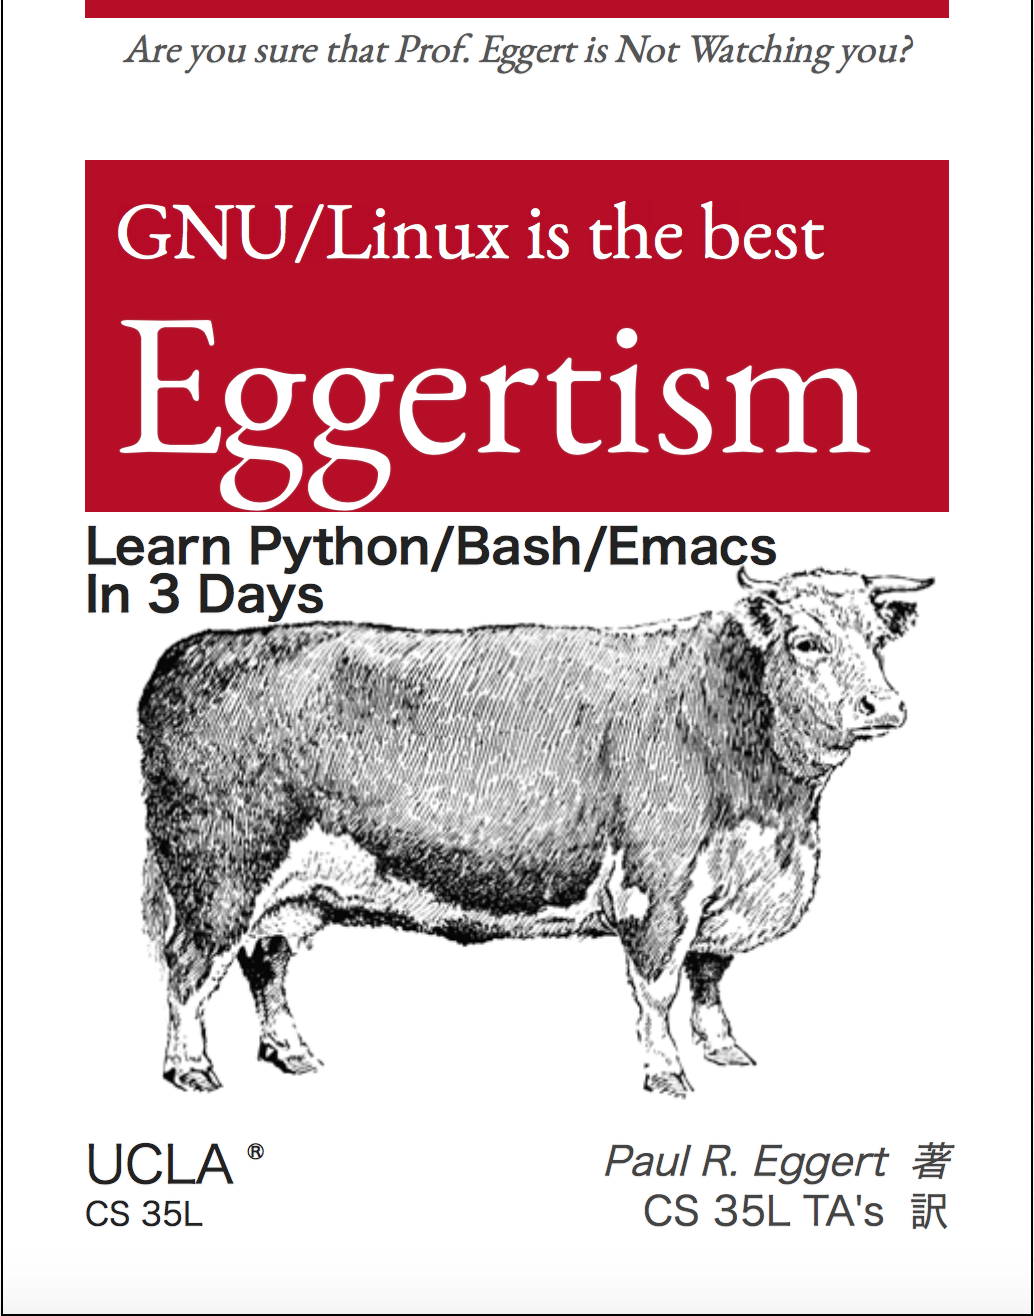 Are you sure that Prof. Eggert is Not Watching you?
GNU/Linux is the best
Eggertism
Learn Python/Bash/Emacs
In 3 Days
UCLA ®
CS 35L
Paul R. Eggert 著
CS 35L TA's 訳